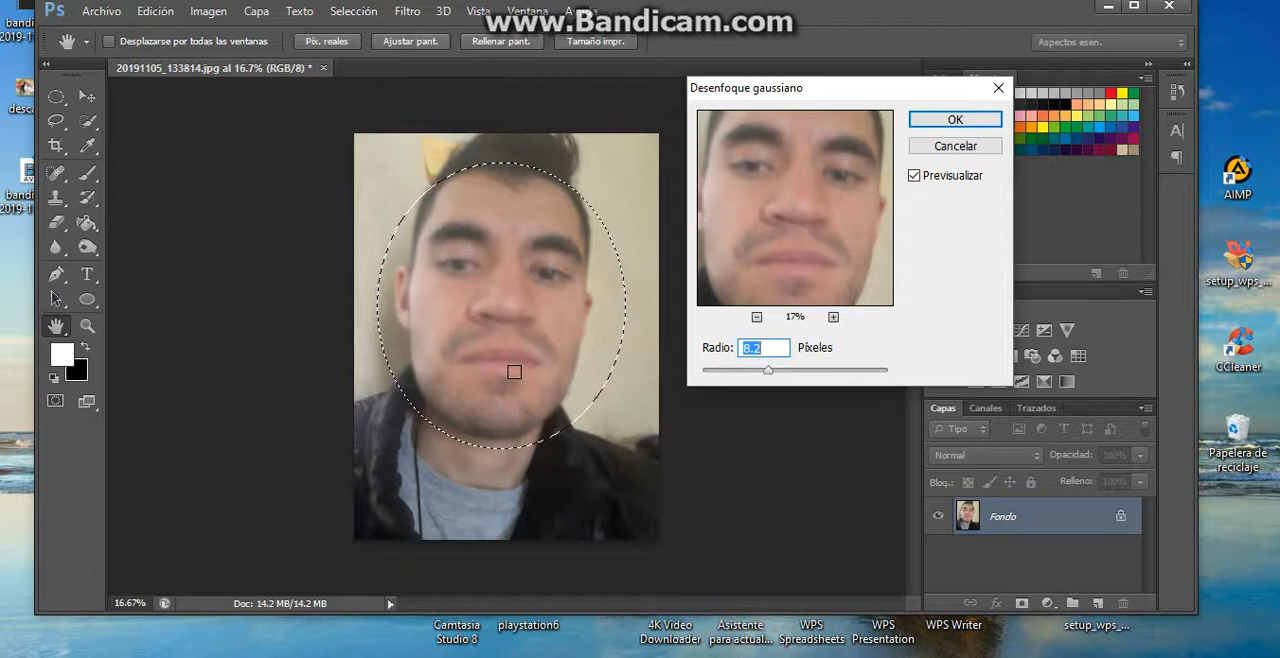 www.Bandicam.com
Ps Archivo Edición Imagen Capa Texto Selección Filtro 3D Vista Ventana Ayuda
Desplazarse por todas las ventanas Píx. reales Ajustar pant. Rellenar pant. Tamaño impr. Aspectos esen.
20191105_133814.jpg al 16.7% (RGB/8) *
Desenfoque gaussiano
OK
Cancelar
Previsualizar
17%
Radio: 8.2 Píxeles
Capas Canales Trazados
Tipo
Normal Opacidad: 100%
Bloq.: Relleno: 100%
Fondo
16.67% Doc: 14.2 MB/14.2 MB
AIMP
setup_wps_...
CCleaner
Papelera de
reciclaje
Camtasia
Studio 8
playstation6
4K Video
Downloader
Asistente
para actual...
WPS
Spreadsheets
WPS
Presentation
WPS Writer
setup_wps_...